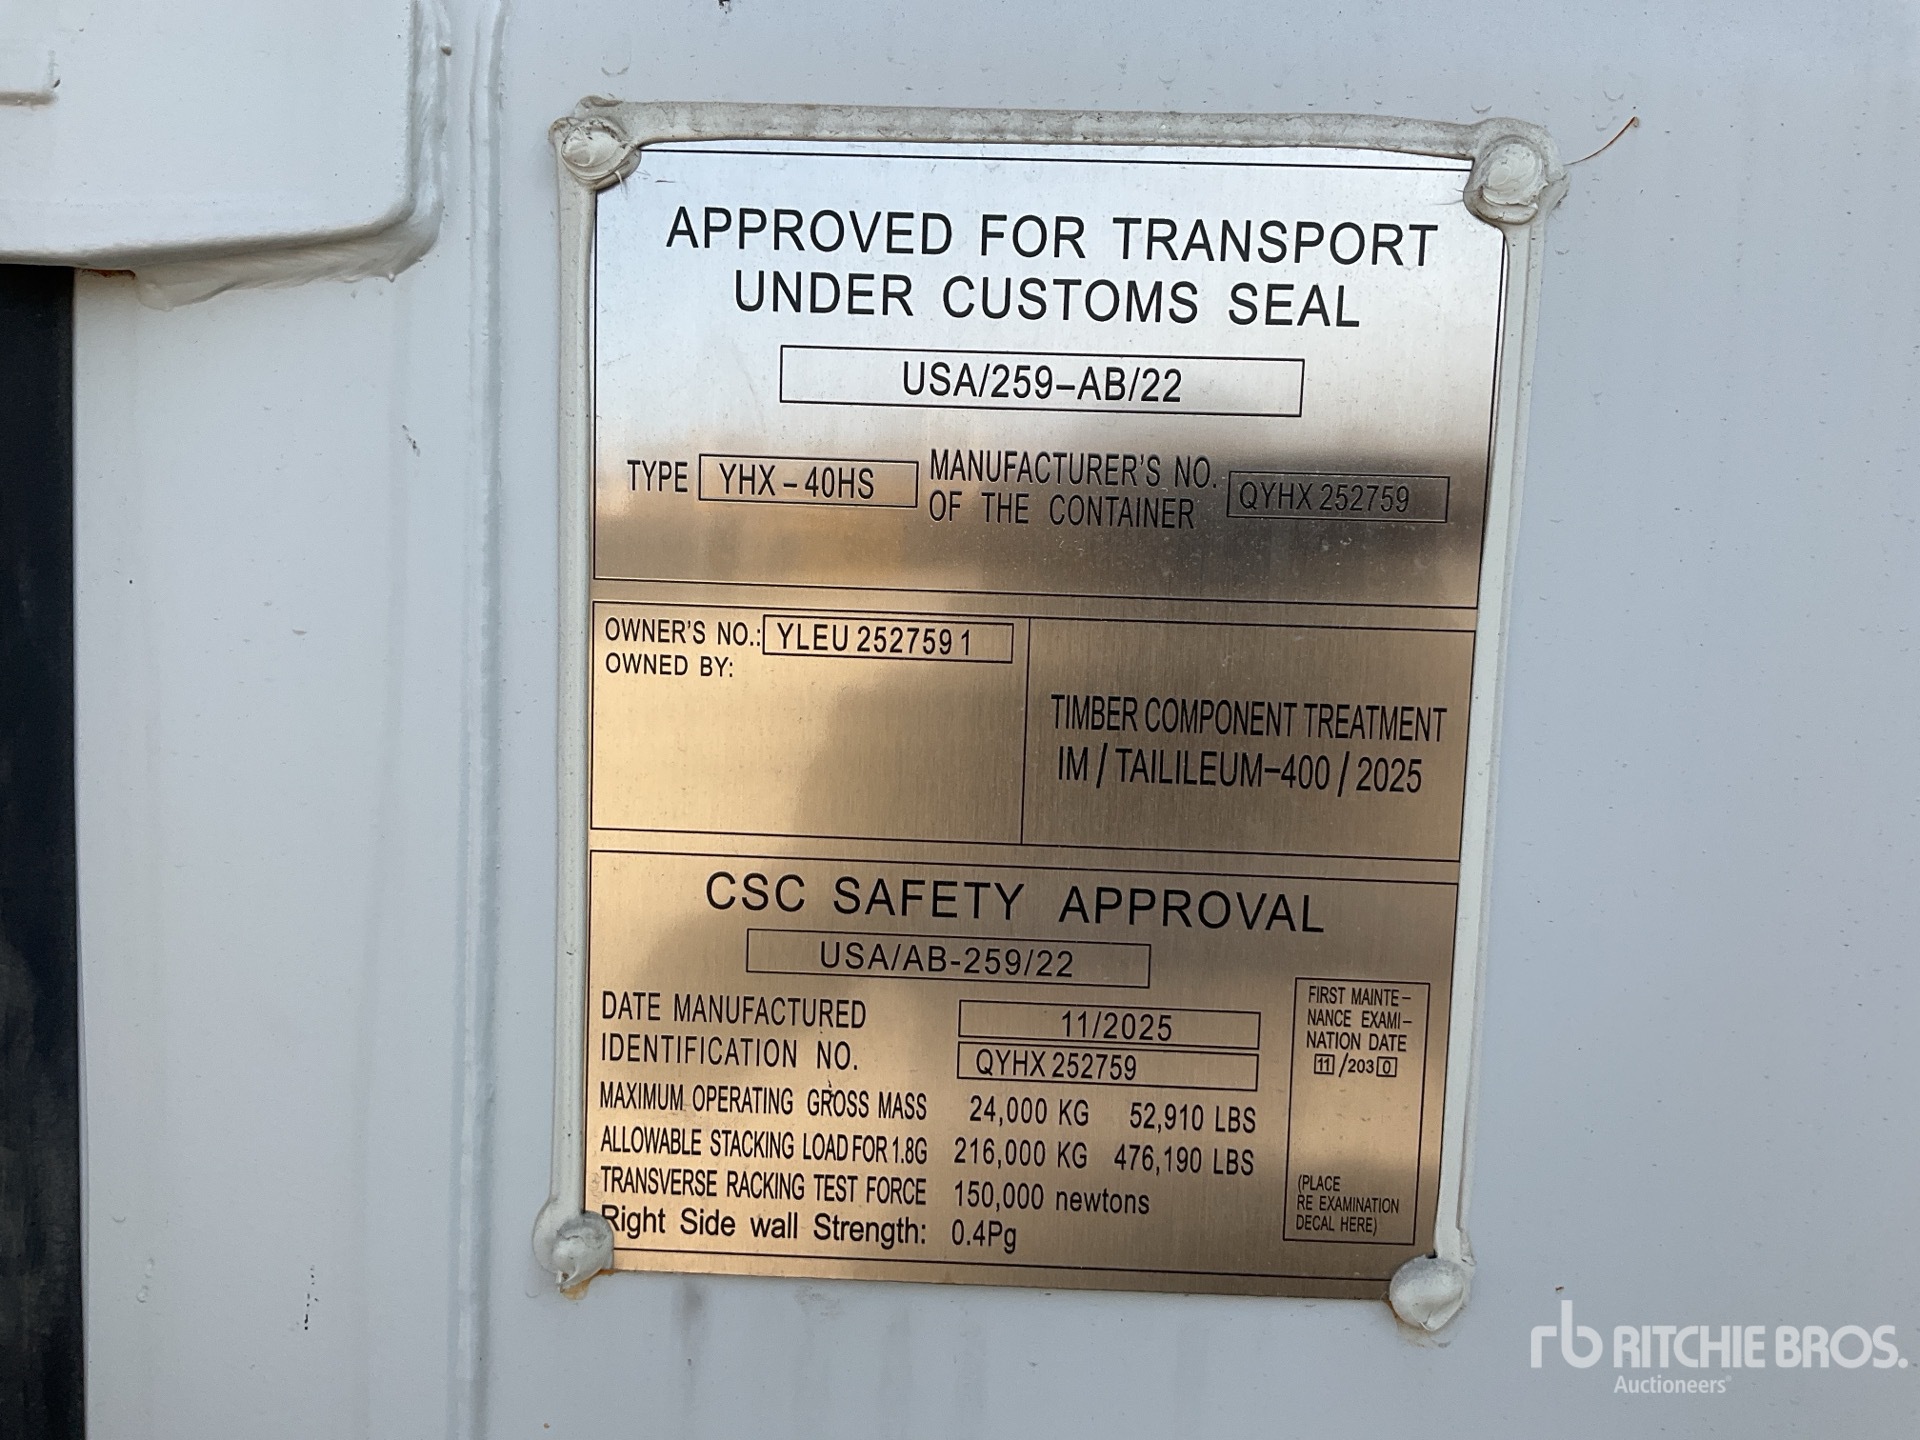 APPROVED FOR TRANSPORT
UNDER CUSTOMS SEAL
USA/259-AB/22
TYPE YHX-40HS MANUFACTURER'S NO. OF THE CONTAINER QYHX 252759
OWNER'S NO.: YLEU 252759 1
OWNED BY:
TIMBER COMPONENT TREATMENT
IM / TAILILEUM-400 / 2025
CSC SAFETY APPROVAL
USA/AB-259/22
DATE MANUFACTURED 11/2025
IDENTIFICATION NO. QYHX 252759
MAXIMUM OPERATING GROSS MASS 24,000 KG 52,910 LBS
ALLOWABLE STACKING LOAD FOR 1.8G 216,000 KG 476,190 LBS
TRANSVERSE RACKING TEST FORCE 150,000 newtons
Right Side wall Strength: 0.4Pg
FIRST MAINTE-
NANCE EXAMI-
NATION DATE
11/2030
(PLACE
RE EXAMINATION
DECAL HERE)
rb RITCHIE BROS.
Auctioneers